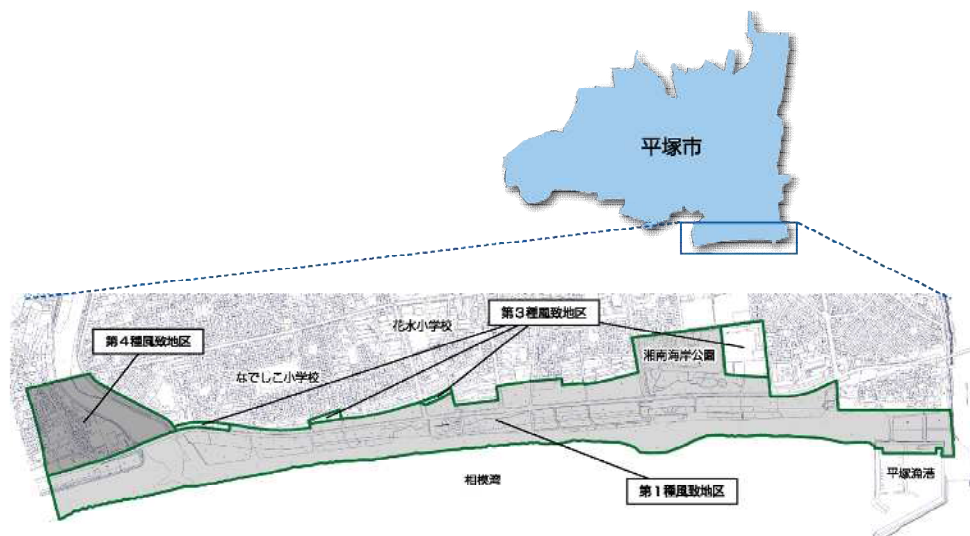 平塚市
第3種風致地区
花水小学校
第4種風致地区
湘南海岸公園
なでしこ小学校
相模湾
平塚漁港
第1種風致地区